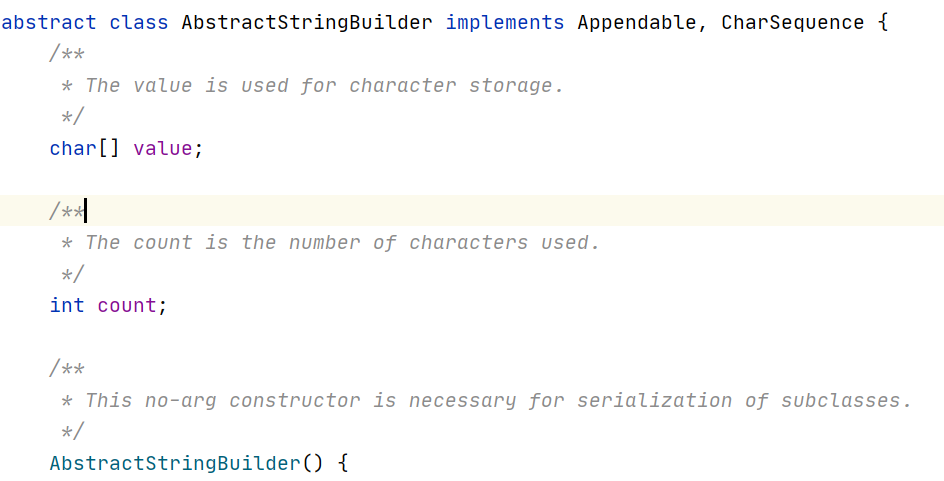 abstract class AbstractStringBuilder implements Appendable, CharSequence {
    /**
     * The value is used for character storage.
     */
    char[] value;

    /**
     * The count is the number of characters used.
     */
    int count;

    /**
     * This no-arg constructor is necessary for serialization of subclasses.
     */
    AbstractStringBuilder() {